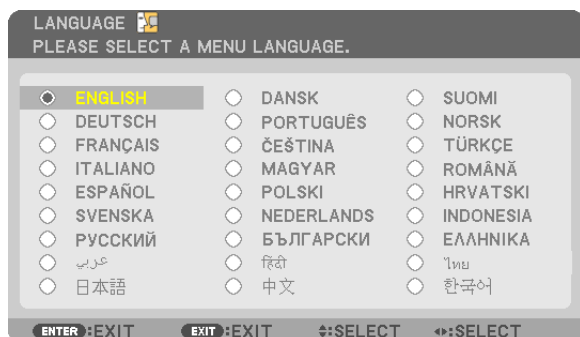 LANGUAGE
PLEASE SELECT A MENU LANGUAGE.
ENGLISH DANSK SUOMI
DEUTSCH PORTUGUÊS NORSK
FRANÇAIS ČEŠTINA TÜRKÇE
ITALIANO MAGYAR ROMÂNĂ
ESPAÑOL POLSKI HRVATSKI
SVENSKA NEDERLANDS INDONESIA
РУССКИЙ БЪЛГАРСКИ ΕΛΛΗΝΙΚΑ
عربي हिंदी ไทย
日本語 中文 한국어
ENTER:EXIT EXIT:EXIT :SELECT :SELECT